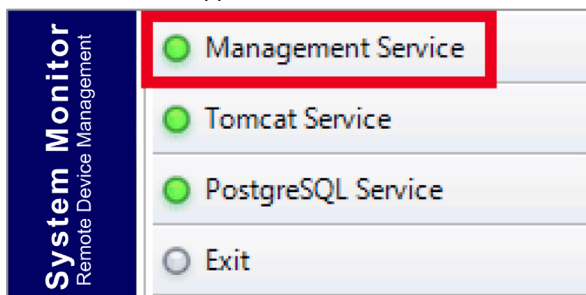 System Monitor
Remote Device Management
Management Service
Tomcat Service
PostgreSQL Service
Exit